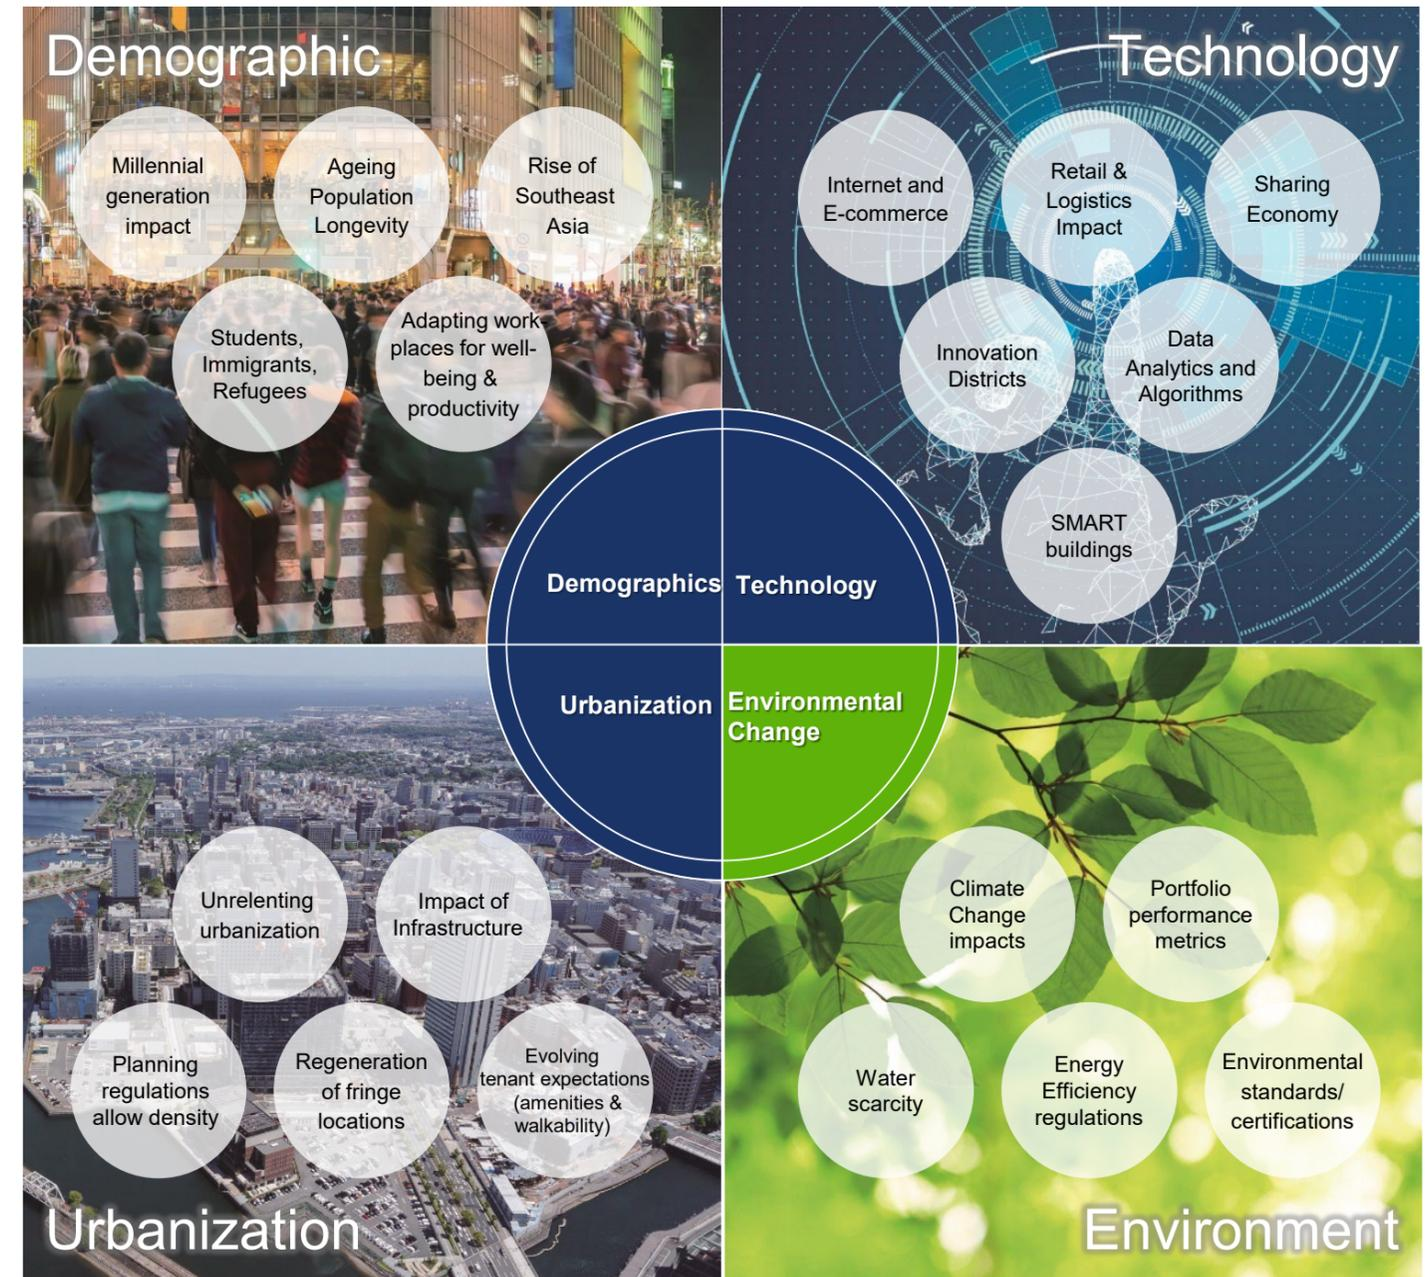 Demographic
Millennial
generation
impact
Ageing
Population
Longevity
Rise of
Southeast
Asia
Students,
Immigrants,
Refugees
Adapting work-
places for well-
being &
productivity
Technology
Internet and
E-commerce
Retail &
Logistics
Impact
Sharing
Economy
Innovation
Districts
Data
Analytics and
Algorithms
SMART
buildings
Demographics
Technology
Urbanization
Environmental
Change
Unrelenting
urbanization
Impact of
Infrastructure
Planning
regulations
allow density
Regeneration
of fringe
locations
Evolving
tenant expectations
(amenities &
walkability)
Urbanization
Climate
Change
impacts
Portfolio
performance
metrics
Water
scarcity
Energy
Efficiency
regulations
Environmental
standards/
certifications
Environment